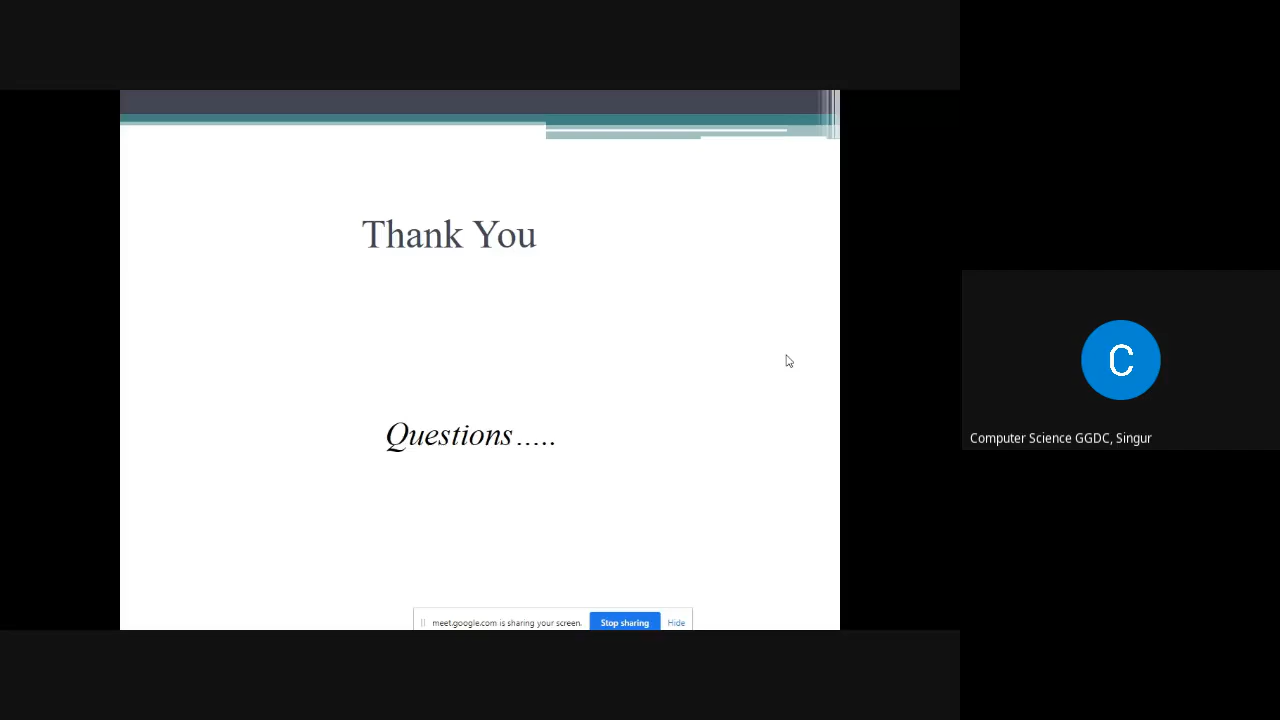 Thank You
Questions.....
meet.google.com is sharing your screen.
Stop sharing
Hide
C
Computer Science GGDC, Singur